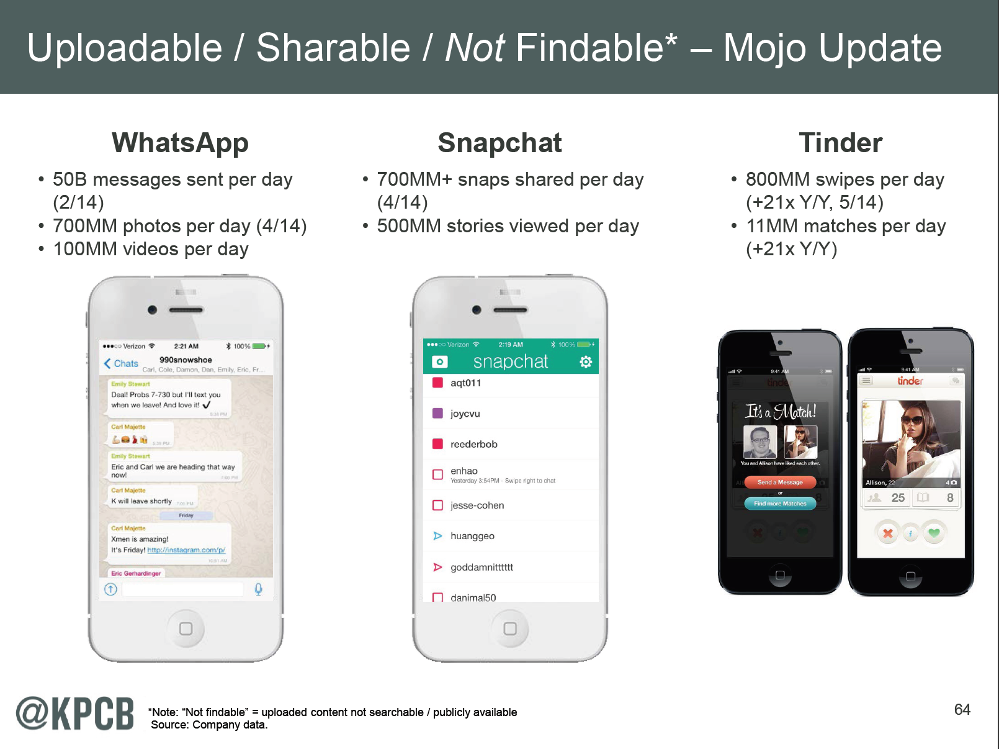 Uploadable / Sharable / Not Findable* – Mojo Update
WhatsApp
• 50B messages sent per day
(2/14)
• 700MM photos per day (4/14)
• 100MM videos per day
Snapchat
• 700MM+ snaps shared per day
(4/14)
• 500MM stories viewed per day
Tinder
• 800MM swipes per day
(+21x Y/Y, 5/14)
• 11MM matches per day
(+21x Y/Y)
Verizon 2:21 AM 100%
Chats 990snowshoe
Carl, Cole, Damon, Dan, Emily, Eric, Fr...
Emily Stewart
Deal! Probs 7-730 but I'll text you
when we leave! And love it!
Carl Majette
5:39 PM
Emily Stewart
Eric and Carl we are heading that way
now! 7:00 PM
Carl Majette
K will leave shortly 7:05 PM
Friday
Carl Majette
Xmen is amazing!
It's Friday! http://instagram.com/p/
10:51 AM
Eric Gerhardinger
Verizon 2:19 AM 100%
snapchat
aqt011
joycvu
reederbob
enhao
Yesterday 3:54PM - Swipe right to chat
jesse-cohen
huanggeo
goddamnitttttt
danimal50
9:41 AM
tinder
It's a Match!
You and Allison have liked each other.
Send a Message
or
Find more Matches
9:41 AM
tinder
Allison, 22 4
25 8
@KPCB
*Note: “Not findable” = uploaded content not searchable / publicly available
Source: Company data.
64